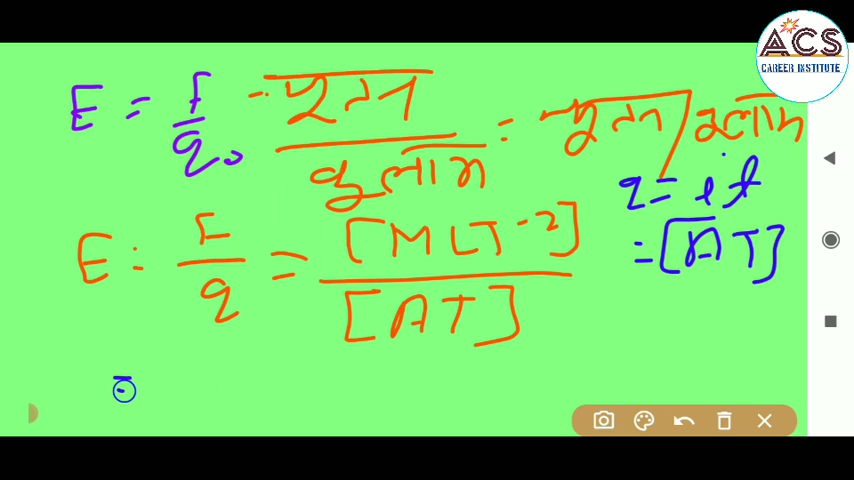 ACS
CAREER INSTITUTE
E = F/q₀ = न्यूटन/कुलाम = न्यूटन/कुलाम
q = it
= [AT]
E = F/q = [MLT⁻²]/[AT]
=